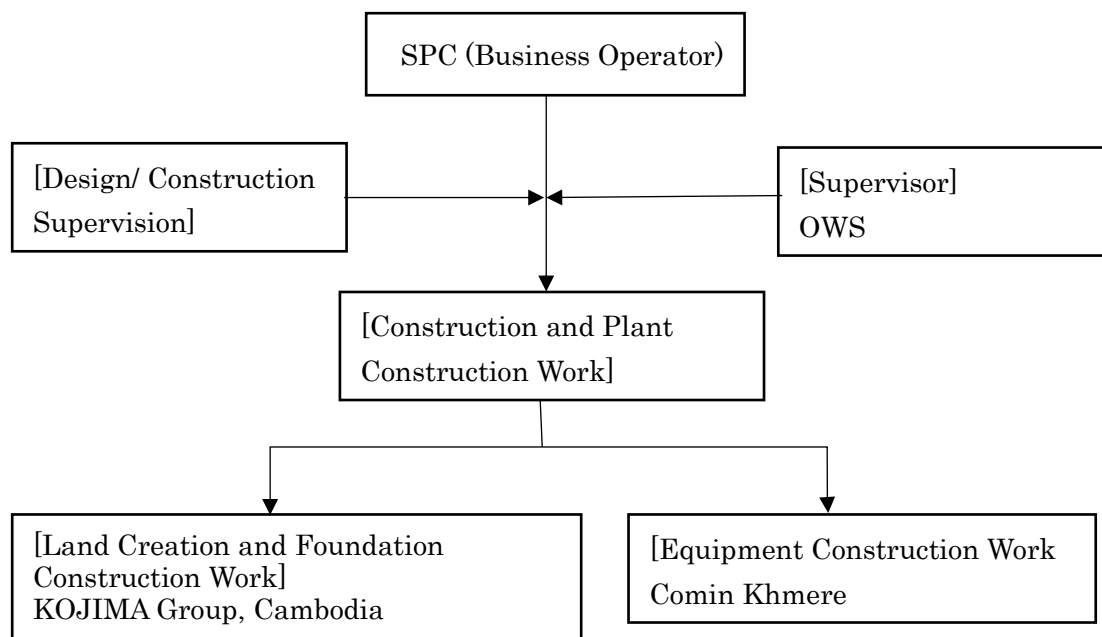 SPC (Business Operator)
[Design/ Construction
Supervision]
[Supervisor]
OWS
[Construction and Plant
Construction Work]
[Land Creation and Foundation
Construction Work]
KOJIMA Group, Cambodia
[Equipment Construction Work
Comin Khmere